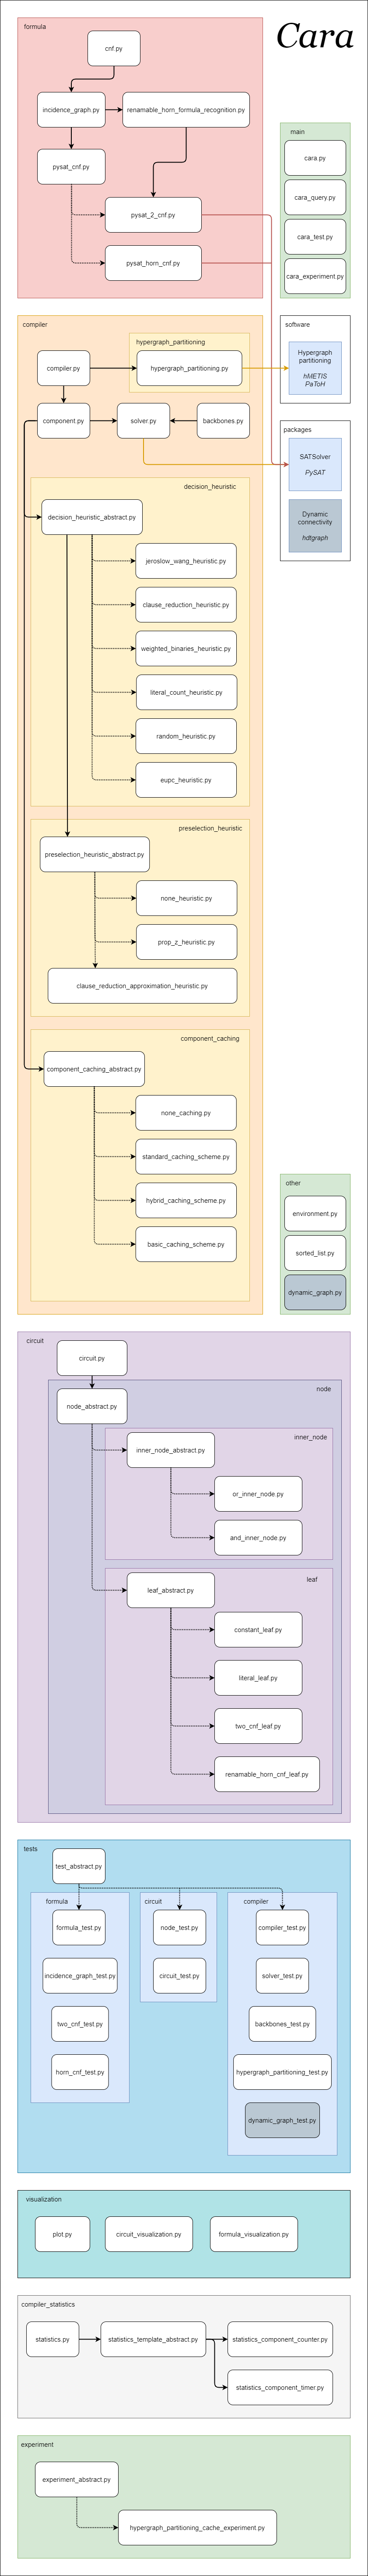 Cara
formula
cnf.py
incidence_graph.py
renamable_horn_formula_recognition.py
pysat_cnf.py
pysat_2_cnf.py
pysat_horn_cnf.py
main
cara.py
cara_query.py
cara_test.py
cara_experiment.py
compiler
hypergraph_partitioning
compiler.py
hypergraph_partitioning.py
component.py
solver.py
backbones.py
software
Hypergraph
partitioning
hMETIS
PaToH
packages
SATSolver
PySAT
Dynamic
connectivity
hdtgraph
decision_heuristic
decision_heuristic_abstract.py
jeroslow_wang_heuristic.py
clause_reduction_heuristic.py
weighted_binaries_heuristic.py
literal_count_heuristic.py
random_heuristic.py
eupc_heuristic.py
preselection_heuristic
preselection_heuristic_abstract.py
none_heuristic.py
prop_z_heuristic.py
clause_reduction_approximation_heuristic.py
component_caching
component_caching_abstract.py
none_caching.py
standard_caching_scheme.py
hybrid_caching_scheme.py
basic_caching_scheme.py
other
environment.py
sorted_list.py
dynamic_graph.py
circuit
circuit.py
node
node_abstract.py
inner_node
inner_node_abstract.py
or_inner_node.py
and_inner_node.py
leaf
leaf_abstract.py
constant_leaf.py
literal_leaf.py
two_cnf_leaf.py
renamable_horn_cnf_leaf.py
tests
test_abstract.py
formula
formula_test.py
incidence_graph_test.py
two_cnf_test.py
horn_cnf_test.py
circuit
node_test.py
circuit_test.py
compiler
compiler_test.py
solver_test.py
backbones_test.py
hypergraph_partitioning_test.py
dynamic_graph_test.py
visualization
plot.py
circuit_visualization.py
formula_visualization.py
compiler_statistics
statistics.py
statistics_template_abstract.py
statistics_component_counter.py
statistics_component_timer.py
experiment
experiment_abstract.py
hypergraph_partitioning_cache_experiment.py